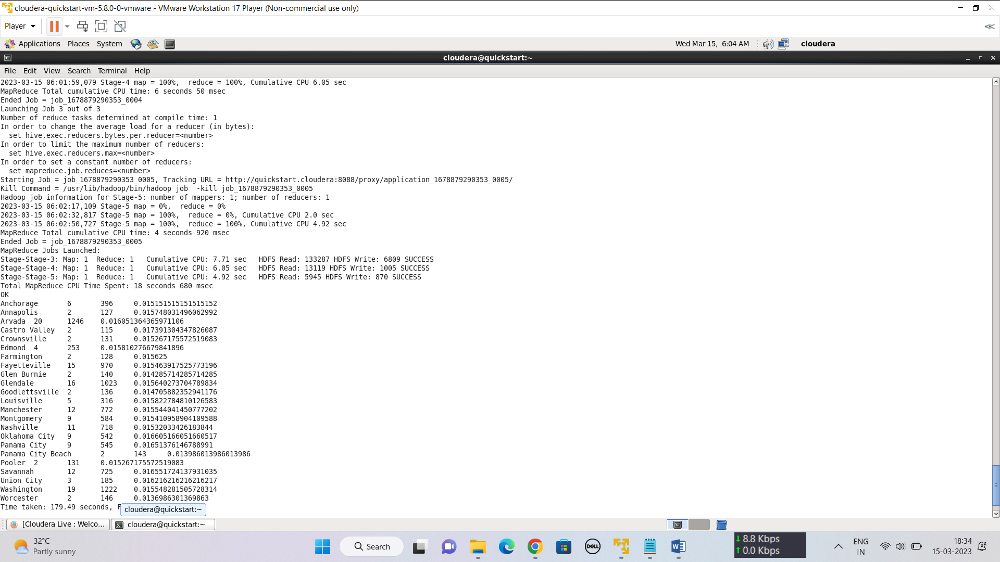 cloudera-quickstart-vm-5.8.0-0-vmware - VMware Workstation 17 Player (Non-commercial use only)
Player
Applications Places System Wed Mar 15, 6:04 AM cloudera
cloudera@quickstart:~
File Edit View Search Terminal Help
2023-03-15 06:01:59,079 Stage-4 map = 100%,  reduce = 100%, Cumulative CPU 6.05 sec
MapReduce Total cumulative CPU time: 6 seconds 50 msec
Ended Job = job_1678879290353_0004
Launching Job 3 out of 3
Number of reduce tasks determined at compile time: 1
In order to change the average load for a reducer (in bytes):
  set hive.exec.reducers.bytes.per.reducer=<number>
In order to limit the maximum number of reducers:
  set hive.exec.reducers.max=<number>
In order to set a constant number of reducers:
  set mapreduce.job.reduces=<number>
Starting Job = job_1678879290353_0005, Tracking URL = http://quickstart.cloudera:8088/proxy/application_1678879290353_0005/
Kill Command = /usr/lib/hadoop/bin/hadoop job  -kill job_1678879290353_0005
Hadoop job information for Stage-5: number of mappers: 1; number of reducers: 1
2023-03-15 06:02:17,109 Stage-5 map = 0%,  reduce = 0%
2023-03-15 06:02:32,817 Stage-5 map = 100%,  reduce = 0%, Cumulative CPU 2.0 sec
2023-03-15 06:02:50,727 Stage-5 map = 100%,  reduce = 100%, Cumulative CPU 4.92 sec
MapReduce Total cumulative CPU time: 4 seconds 920 msec
Ended Job = job_1678879290353_0005
MapReduce Jobs Launched:
Stage-Stage-3: Map: 1  Reduce: 1   Cumulative CPU: 7.71 sec   HDFS Read: 133287 HDFS Write: 6809 SUCCESS
Stage-Stage-4: Map: 1  Reduce: 1   Cumulative CPU: 6.05 sec   HDFS Read: 13119 HDFS Write: 1005 SUCCESS
Stage-Stage-5: Map: 1  Reduce: 1   Cumulative CPU: 4.92 sec   HDFS Read: 5945 HDFS Write: 870 SUCCESS
Total MapReduce CPU Time Spent: 18 seconds 680 msec
OK
Anchorage 6 396 0.015151515151515152
Annapolis 2 127 0.015748031496062992
Arvada 20 1246 0.016051364365971106
Castro Valley 2 115 0.017391304347826087
Crownsville 2 131 0.015267175572519083
Edmond 4 253 0.015810276679841896
Farmington 2 128 0.015625
Fayetteville 15 970 0.015463917525773196
Glen Burnie 2 140 0.014285714285714285
Glendale 16 1023 0.015640273704789834
Goodlettsville 2 136 0.014705882352941176
Louisville 5 316 0.015822784810126583
Manchester 12 772 0.015544041450777202
Montgomery 9 584 0.015410958904109588
Nashville 11 718 0.01532033426183844
Oklahoma City 9 542 0.016605166051660517
Panama City 9 545 0.01651376146788991
Panama City Beach 2 143 0.013986013986013986
Pooler 2 131 0.015267175572519083
Savannah 12 725 0.016551724137931035
Union City 3 185 0.016216216216216217
Washington 19 1222 0.015548281505728314
Worcester 2 146 0.0136986301369863
Time taken: 179.49 seconds, F
cloudera@quickstart:~
[Cloudera Live : Welco... cloudera@quickstart:~
32°C
Partly sunny
Search
DELL
8.8 Kbps
0.0 Kbps
ENG
IN
18:34
15-03-2023